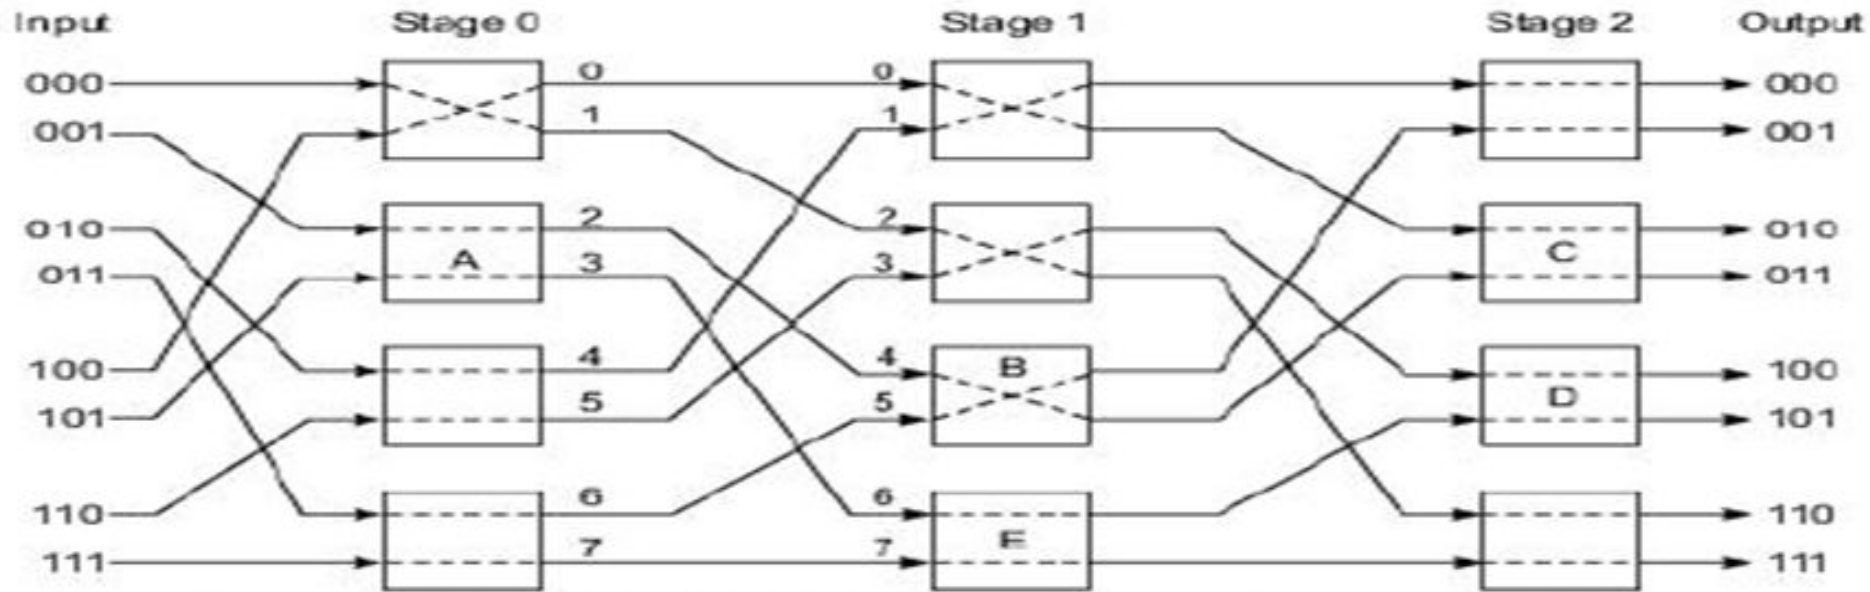 Input Stage 0 Stage 1 Stage 2 Output
000 0 0 000
001 1 1 001
010 2 2 010
A C
011 3 3 011
100 4 4 B 100
D
101 5 5 101
110 6 6 110
E
111 7 7 111